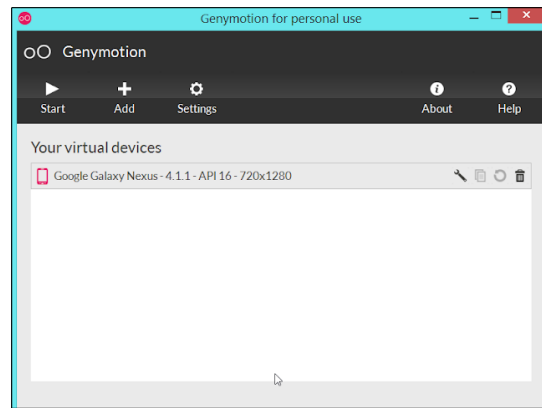 Genymotion for personal use
Genymotion
Start Add Settings About Help
Your virtual devices
Google Galaxy Nexus - 4.1.1 - API 16 - 720x1280